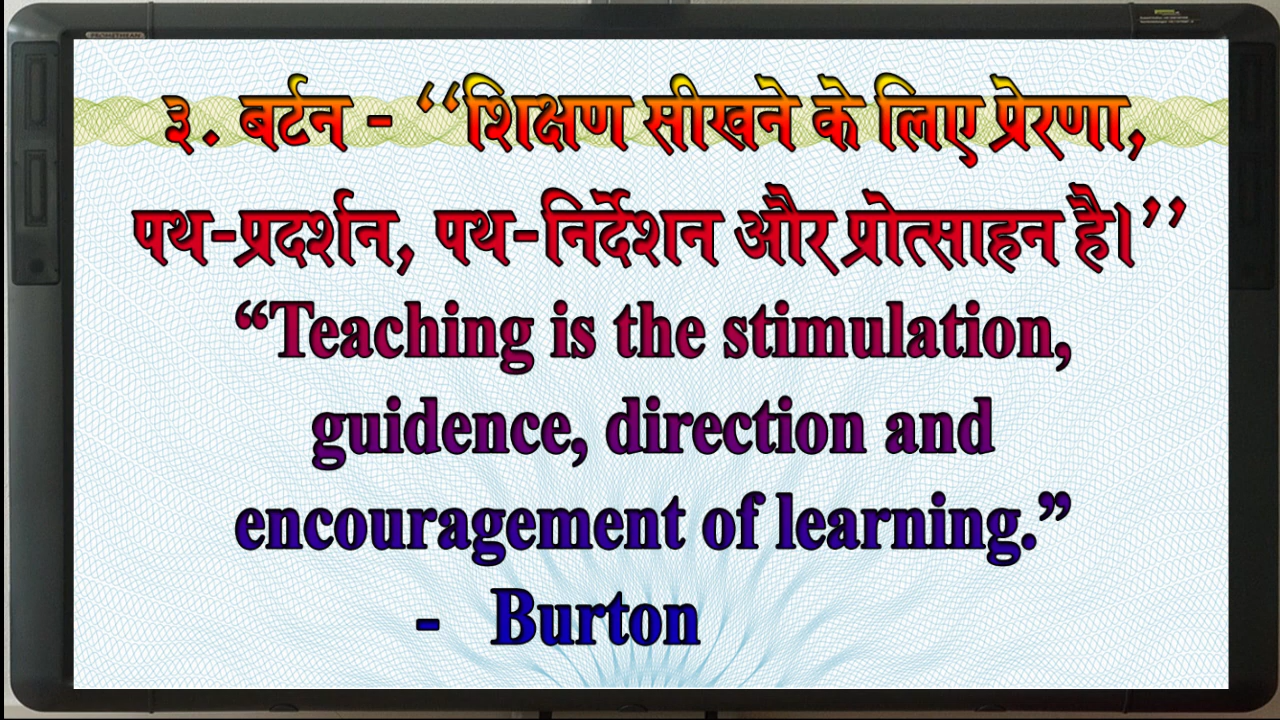 ३. बर्टन - ‘‘शिक्षण सीखने के लिए प्रेरणा,
पथ-प्रदर्शन, पथ-निर्देशन और प्रोत्साहन है।’’
“Teaching is the stimulation,
guidence, direction and
encouragement of learning.”
- Burton